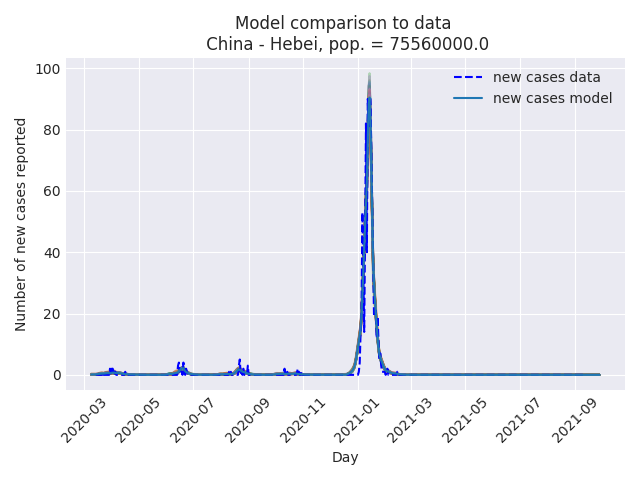 Model comparison to data
China - Hebei, pop. = 75560000.0
new cases data
new cases model
Number of new cases reported
100
80
60
40
20
0
2020-03
2020-05
2020-07
2020-09
2020-11
2021-01
2021-03
2021-05
2021-07
2021-09
Day